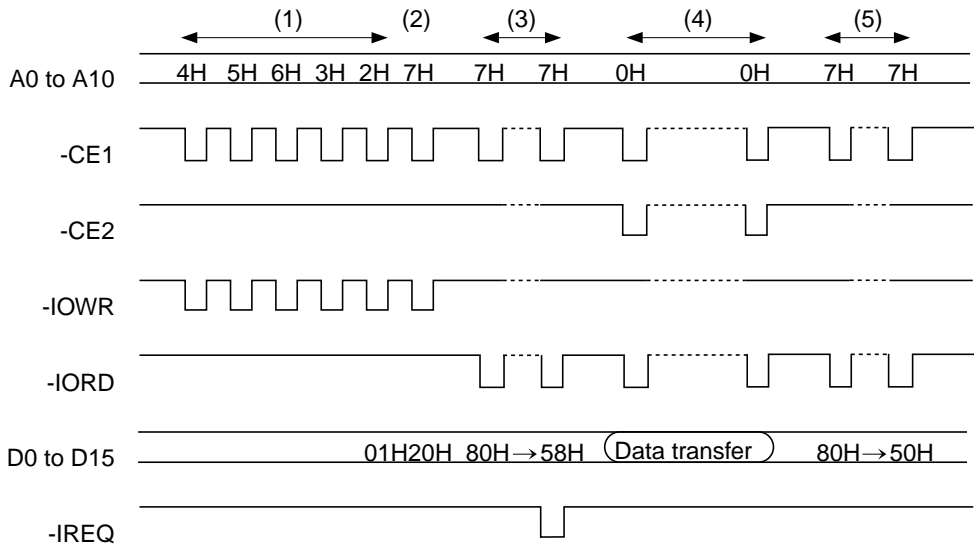 (1) (2) (3) (4) (5)
A0 to A10 4H 5H 6H 3H 2H 7H 7H 7H 0H 0H 7H 7H
-CE1
-CE2
-IOWR
-IORD
D0 to D15 01H20H 80H→58H Data transfer 80H→50H
-IREQ